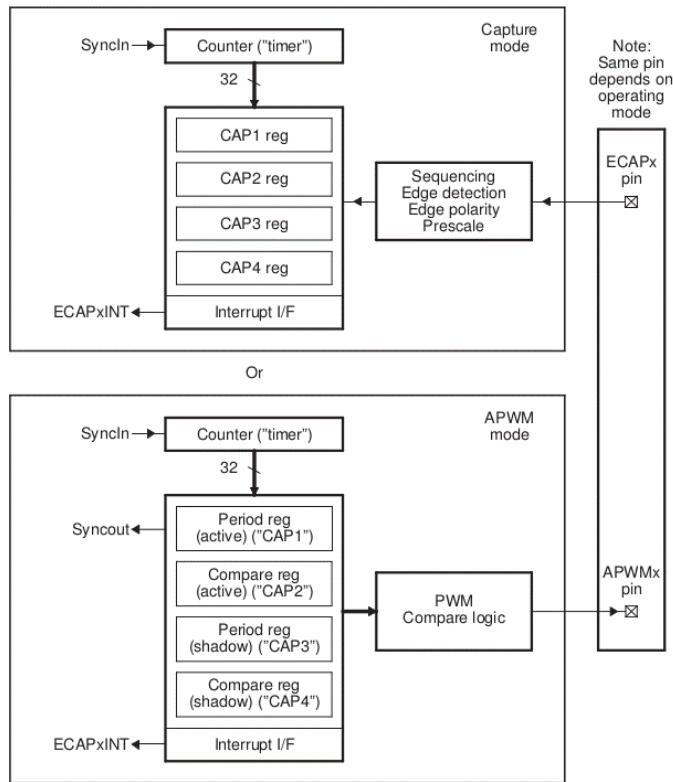 Capture
mode
SyncIn
Counter ("timer")
32
CAP1 reg
CAP2 reg
CAP3 reg
CAP4 reg
Interrupt I/F
ECAPxINT
Sequencing
Edge detection
Edge polarity
Prescale
Note:
Same pin
depends on
operating
mode
ECAPx
pin
Or
APWM
mode
SyncIn
Counter ("timer")
32
Syncout
Period reg
(active) ("CAP1")
Compare reg
(active) ("CAP2")
Period reg
(shadow) ("CAP3")
Compare reg
(shadow) ("CAP4")
Interrupt I/F
ECAPxINT
PWM
Compare logic
APWMx
pin